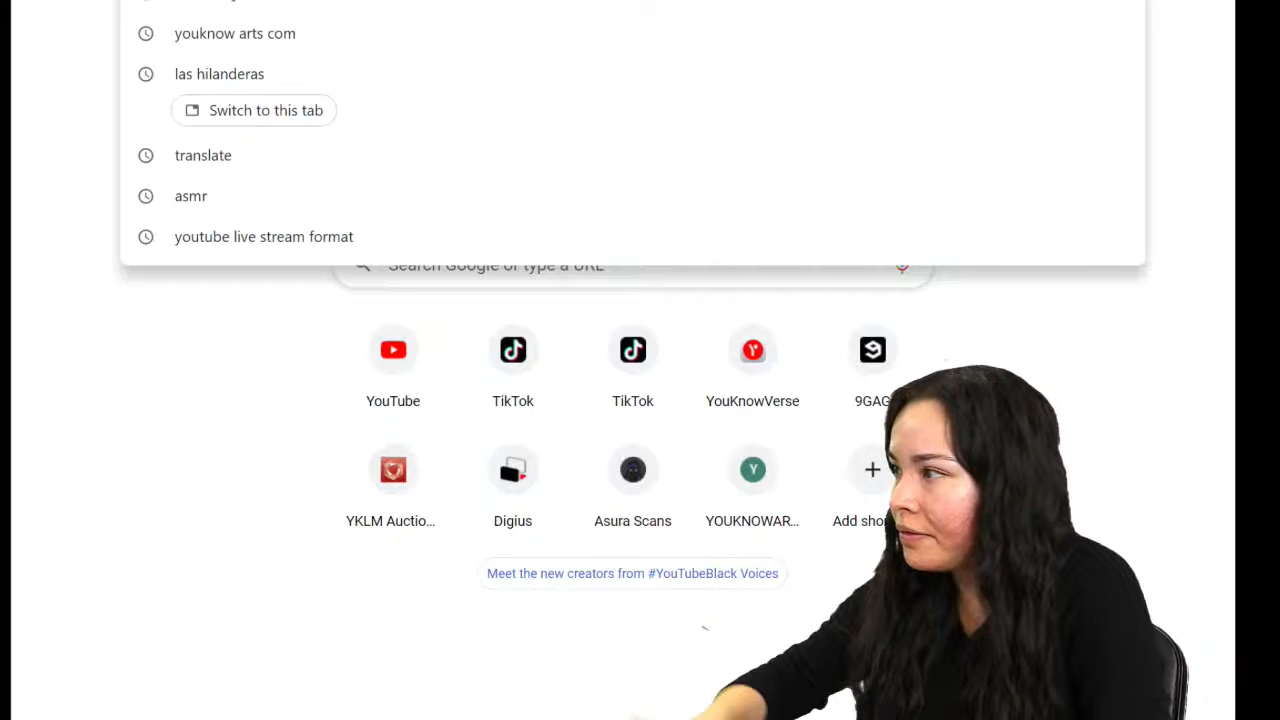 youknow arts com
las hilanderas
Switch to this tab
translate
asmr
youtube live stream format
Search Google or type a URL
YouTube
TikTok
TikTok
YouKnowVerse
9GAG
YKLM Auctio...
Digius
Asura Scans
YOUKNOWAR...
Add sho
Meet the new creators from #YouTubeBlack Voices